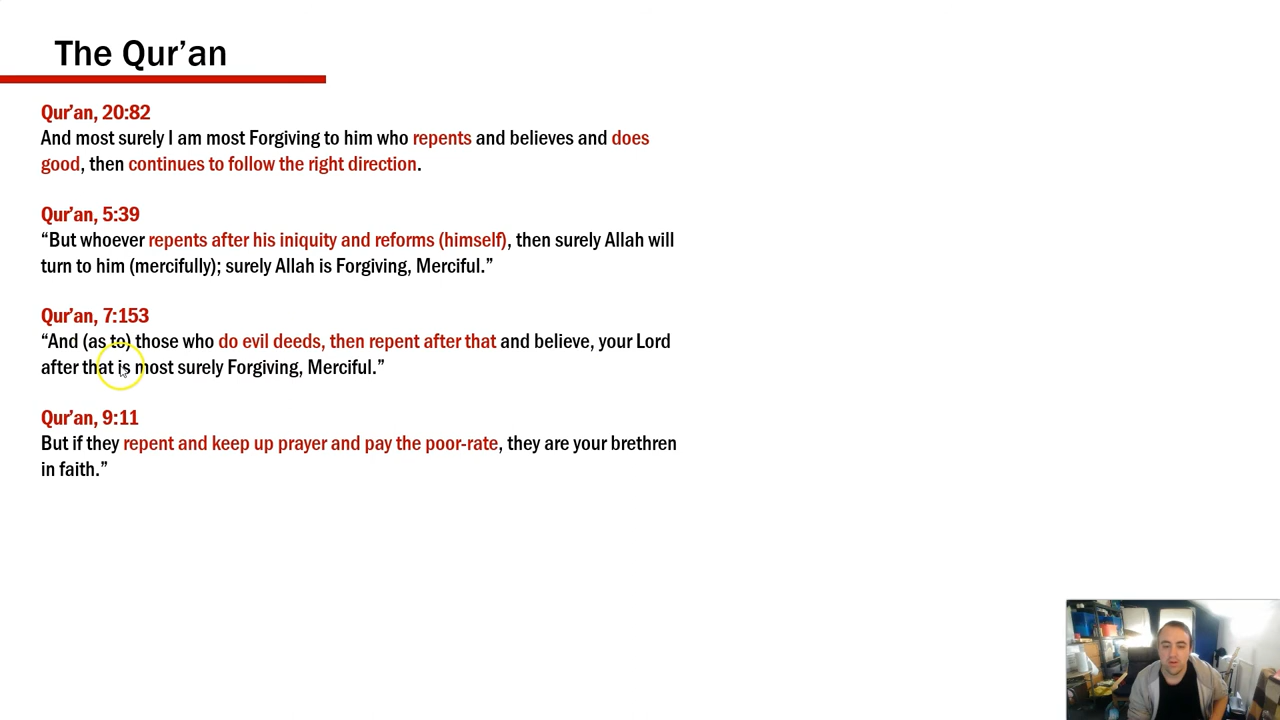 The Qur’an
Qur’an, 20:82
And most surely I am most Forgiving to him who repents and believes and does
good, then continues to follow the right direction.
Qur’an, 5:39
“But whoever repents after his iniquity and reforms (himself), then surely Allah will
turn to him (mercifully); surely Allah is Forgiving, Merciful.”
Qur’an, 7:153
“And (as to) those who do evil deeds, then repent after that and believe, your Lord
after that is most surely Forgiving, Merciful.”
Qur’an, 9:11
But if they repent and keep up prayer and pay the poor-rate, they are your brethren
in faith.”